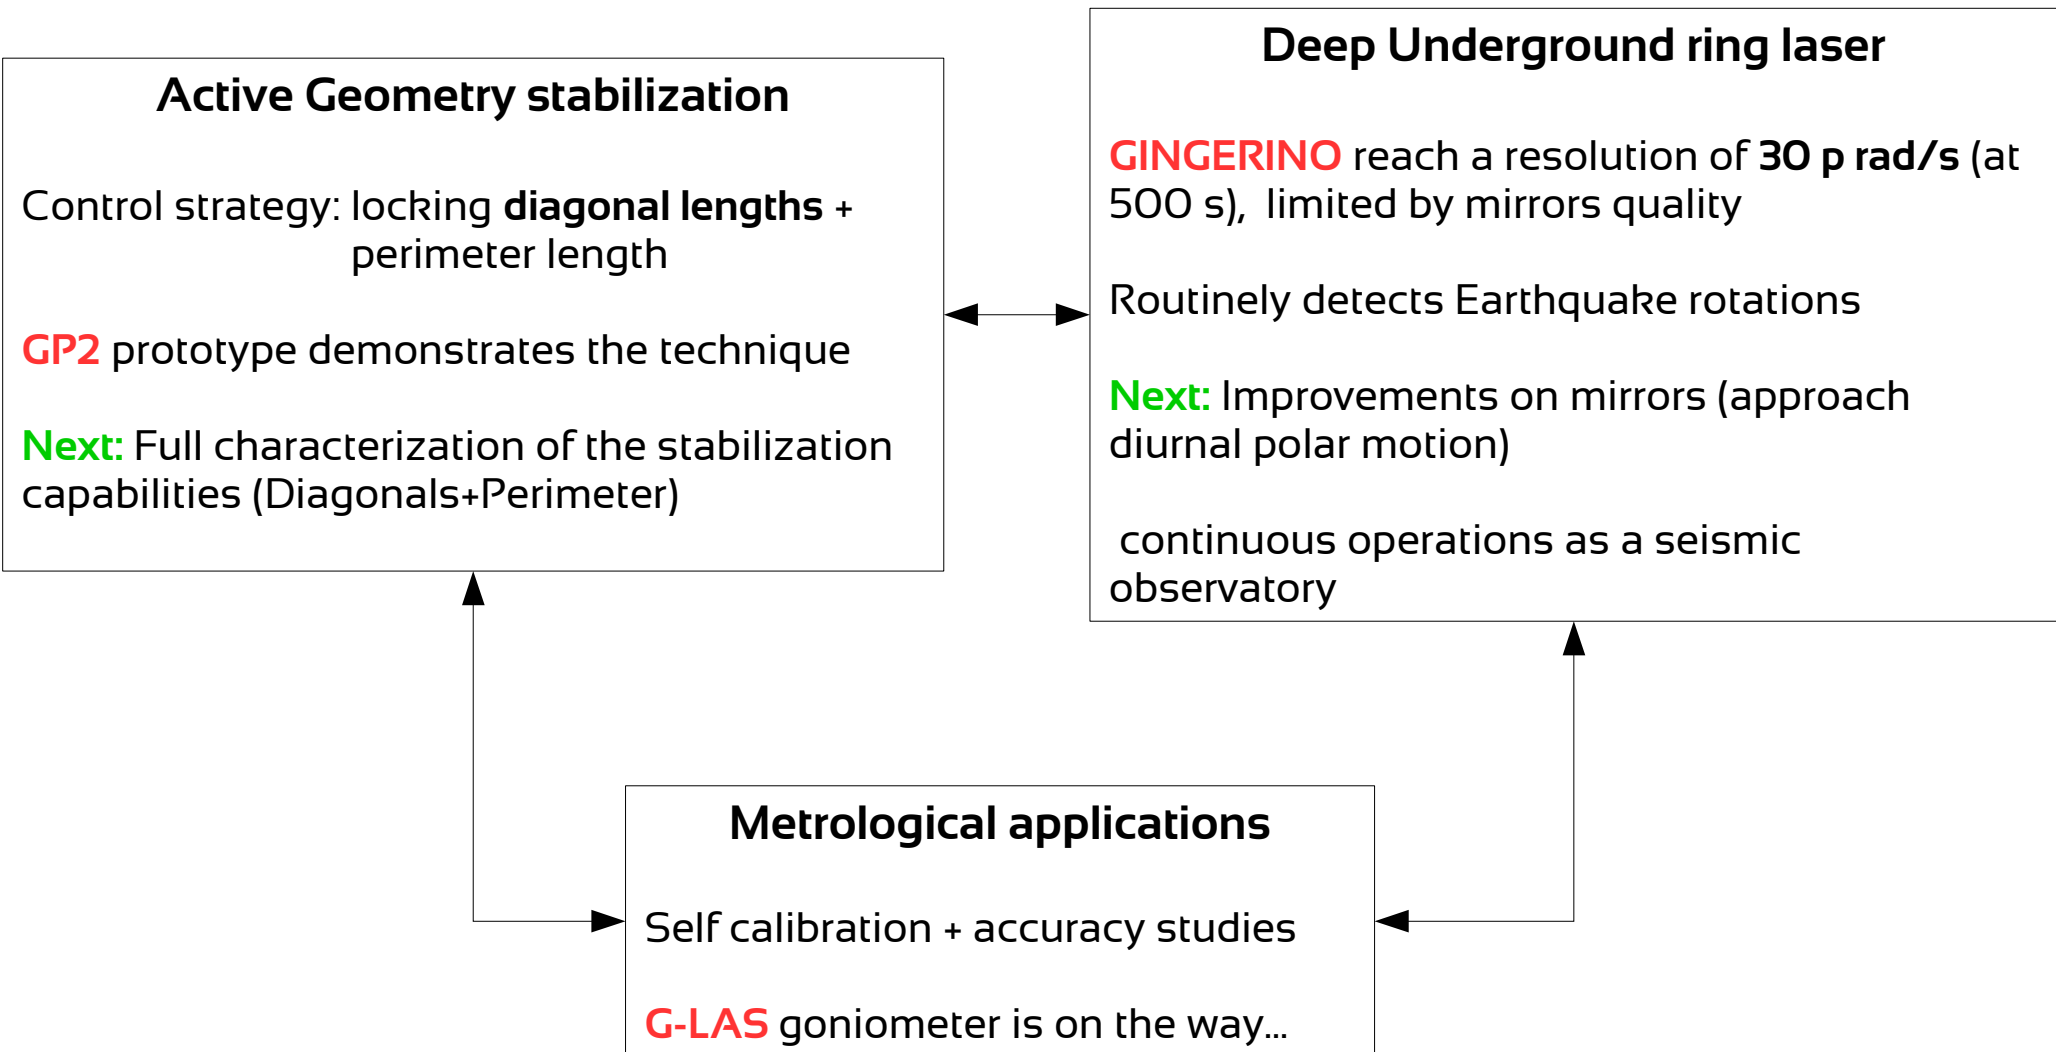 Active Geometry stabilization
Control strategy: locking diagonal lengths +
perimeter length
GP2 prototype demonstrates the technique
Next: Full characterization of the stabilization
capabilities (Diagonals+Perimeter)
Deep Underground ring laser
GINGERINO reach a resolution of 30 p rad/s (at
500 s), limited by mirrors quality
Routinely detects Earthquake rotations
Next: Improvements on mirrors (approach
diurnal polar motion)
continuous operations as a seismic
observatory
Metrological applications
Self calibration + accuracy studies
G-LAS goniometer is on the way...